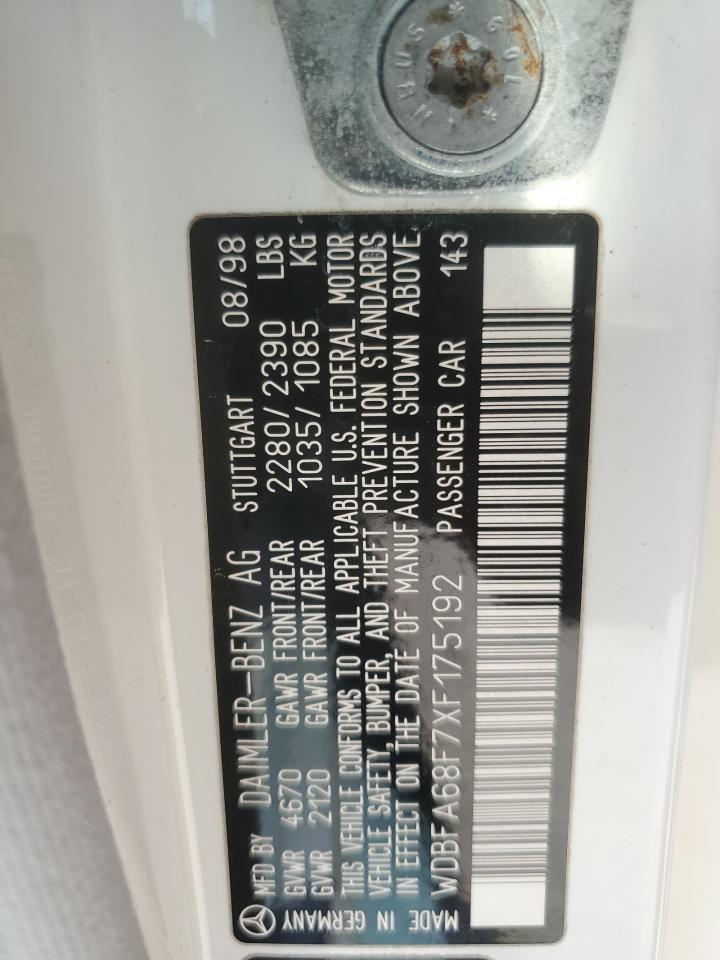 MFD BY DAIMLER-BENZ AG STUTTGART 08/98
GVWR 4670 GAWR FRONT/REAR 2280/2390 LBS
GVWR 2120 GAWR FRONT/REAR 1035/1085 KG
THIS VEHICLE CONFORMS TO ALL APPLICABLE U.S. FEDERAL MOTOR
VEHICLE SAFETY, BUMPER, AND THEFT PREVENTION STANDARDS
IN EFFECT ON THE DATE OF MANUFACTURE SHOWN ABOVE.
WDBFA68F7XF175192 PASSENGER CAR 143
MADE IN GERMANY